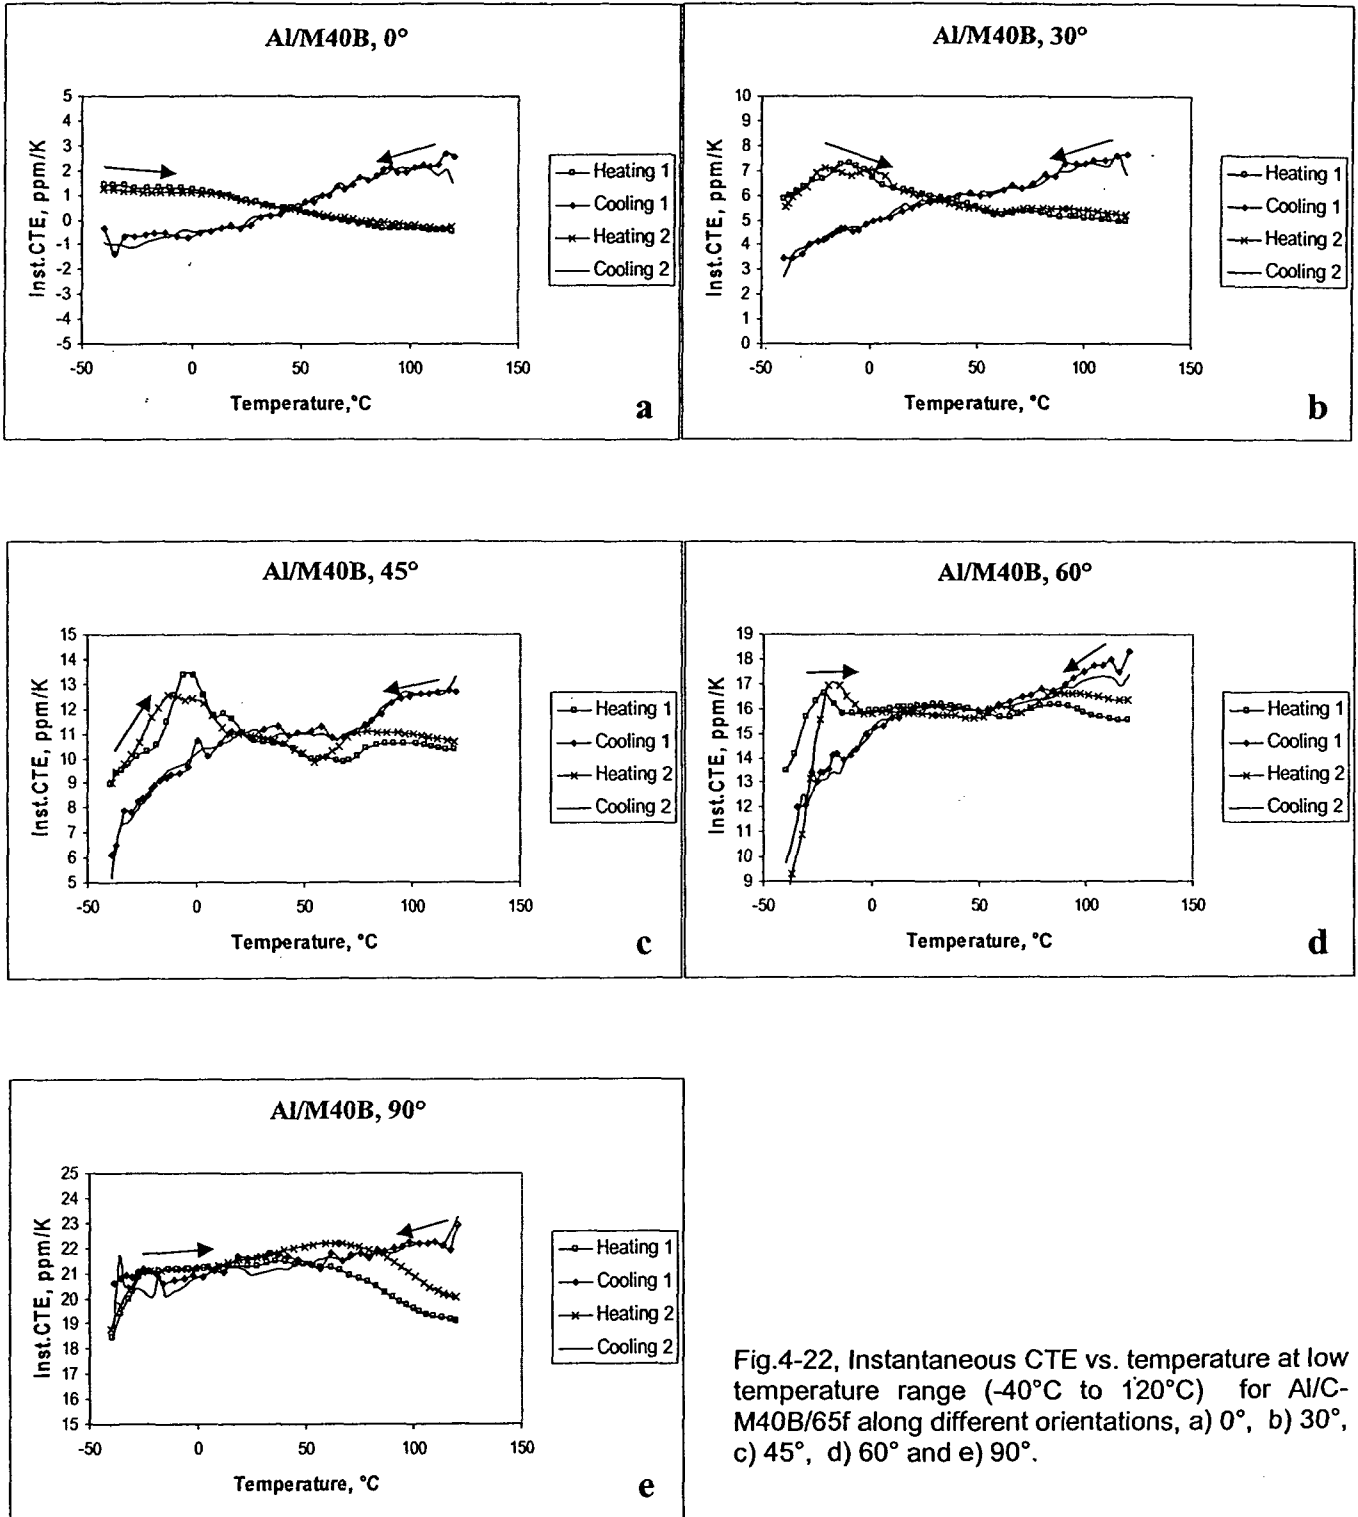 Al/M40B, 0°
Inst.CTE, ppm/K
5
4
3
2
1
0
-1
-2
-3
-4
-5
-50
0
50
100
150
Temperature,°C
Heating 1
Cooling 1
Heating 2
Cooling 2
a
Al/M40B, 30°
Inst.CTE, ppm/K
10
9
8
7
6
5
4
3
2
1
0
-50
0
50
100
150
Temperature, °C
Heating 1
Cooling 1
Heating 2
Cooling 2
b
Al/M40B, 45°
Inst.CTE, ppm/K
15
14
13
12
11
10
9
8
7
6
5
-50
0
50
100
150
Temperature, °C
Heating 1
Cooling 1
Heating 2
Cooling 2
c
Al/M40B, 60°
Inst.CTE, ppm/K
19
18
17
16
15
14
13
12
11
10
9
-50
0
50
100
150
Temperature, °C
Heating 1
Cooling 1
Heating 2
Cooling 2
d
Al/M40B, 90°
Inst.CTE, ppm/K
25
24
23
22
21
20
19
18
17
16
15
-50
0
50
100
150
Temperature, °C
Heating 1
Cooling 1
Heating 2
Cooling 2
e
Fig.4-22, Instantaneous CTE vs. temperature at low
temperature range (-40°C to 120°C) for Al/C-
M40B/65f along different orientations, a) 0°, b) 30°,
c) 45°, d) 60° and e) 90°.